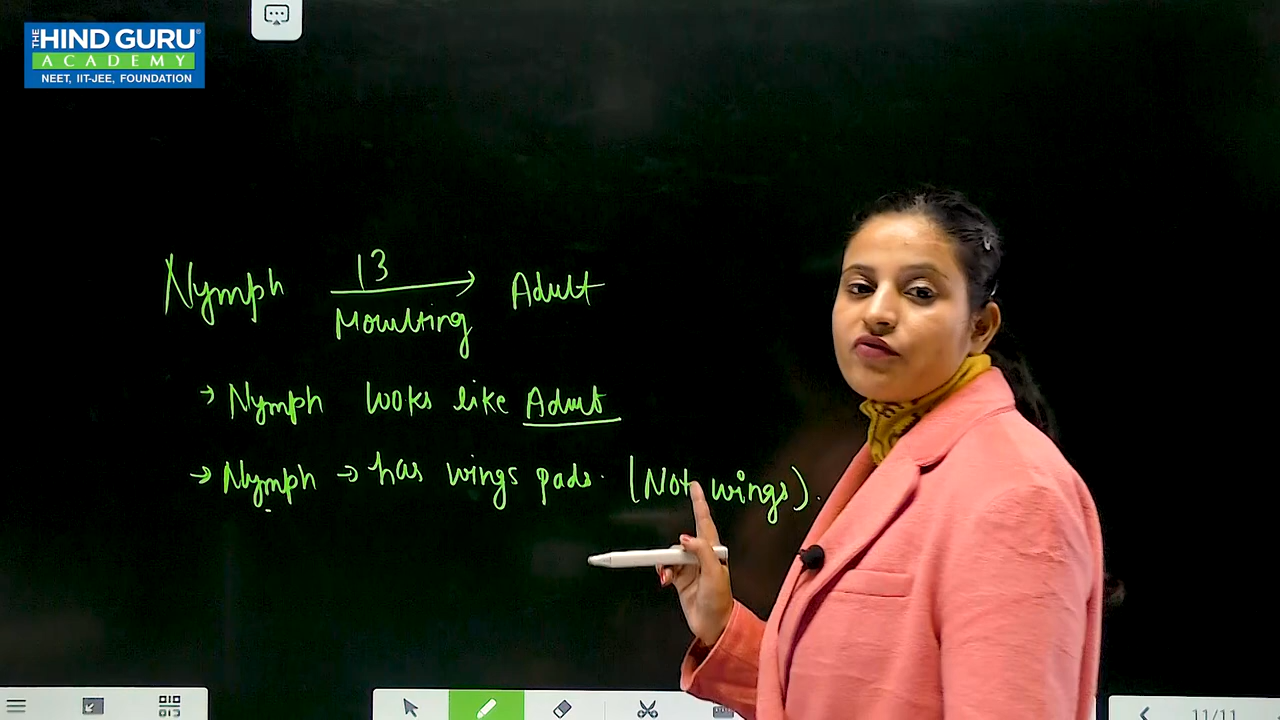 THE HIND GURU®
ACADEMY
NEET, IIT-JEE, FOUNDATION
Nymph 13 Adult
Moulting
→ Nymph looks like Adult
→ Nymph → has wings pads. (Not wings).
11/11